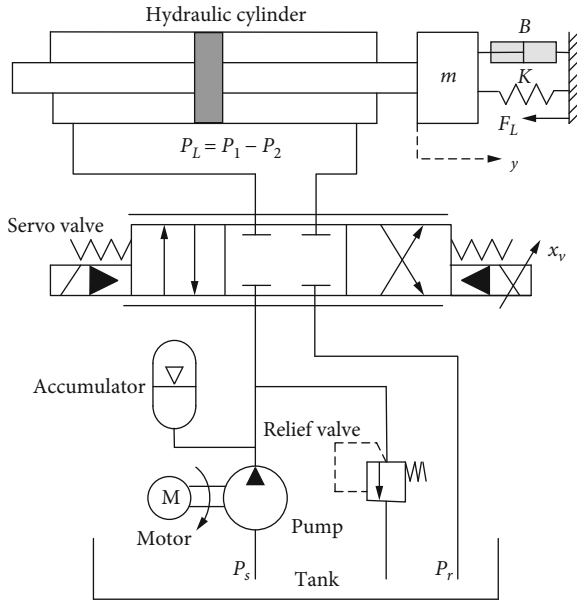 Hydraulic cylinder
B
m
K
F_L
P_L = P_1 – P_2
y
Servo valve
x_v
Accumulator
Relief valve
M
Motor
Pump
P_s
Tank
P_r